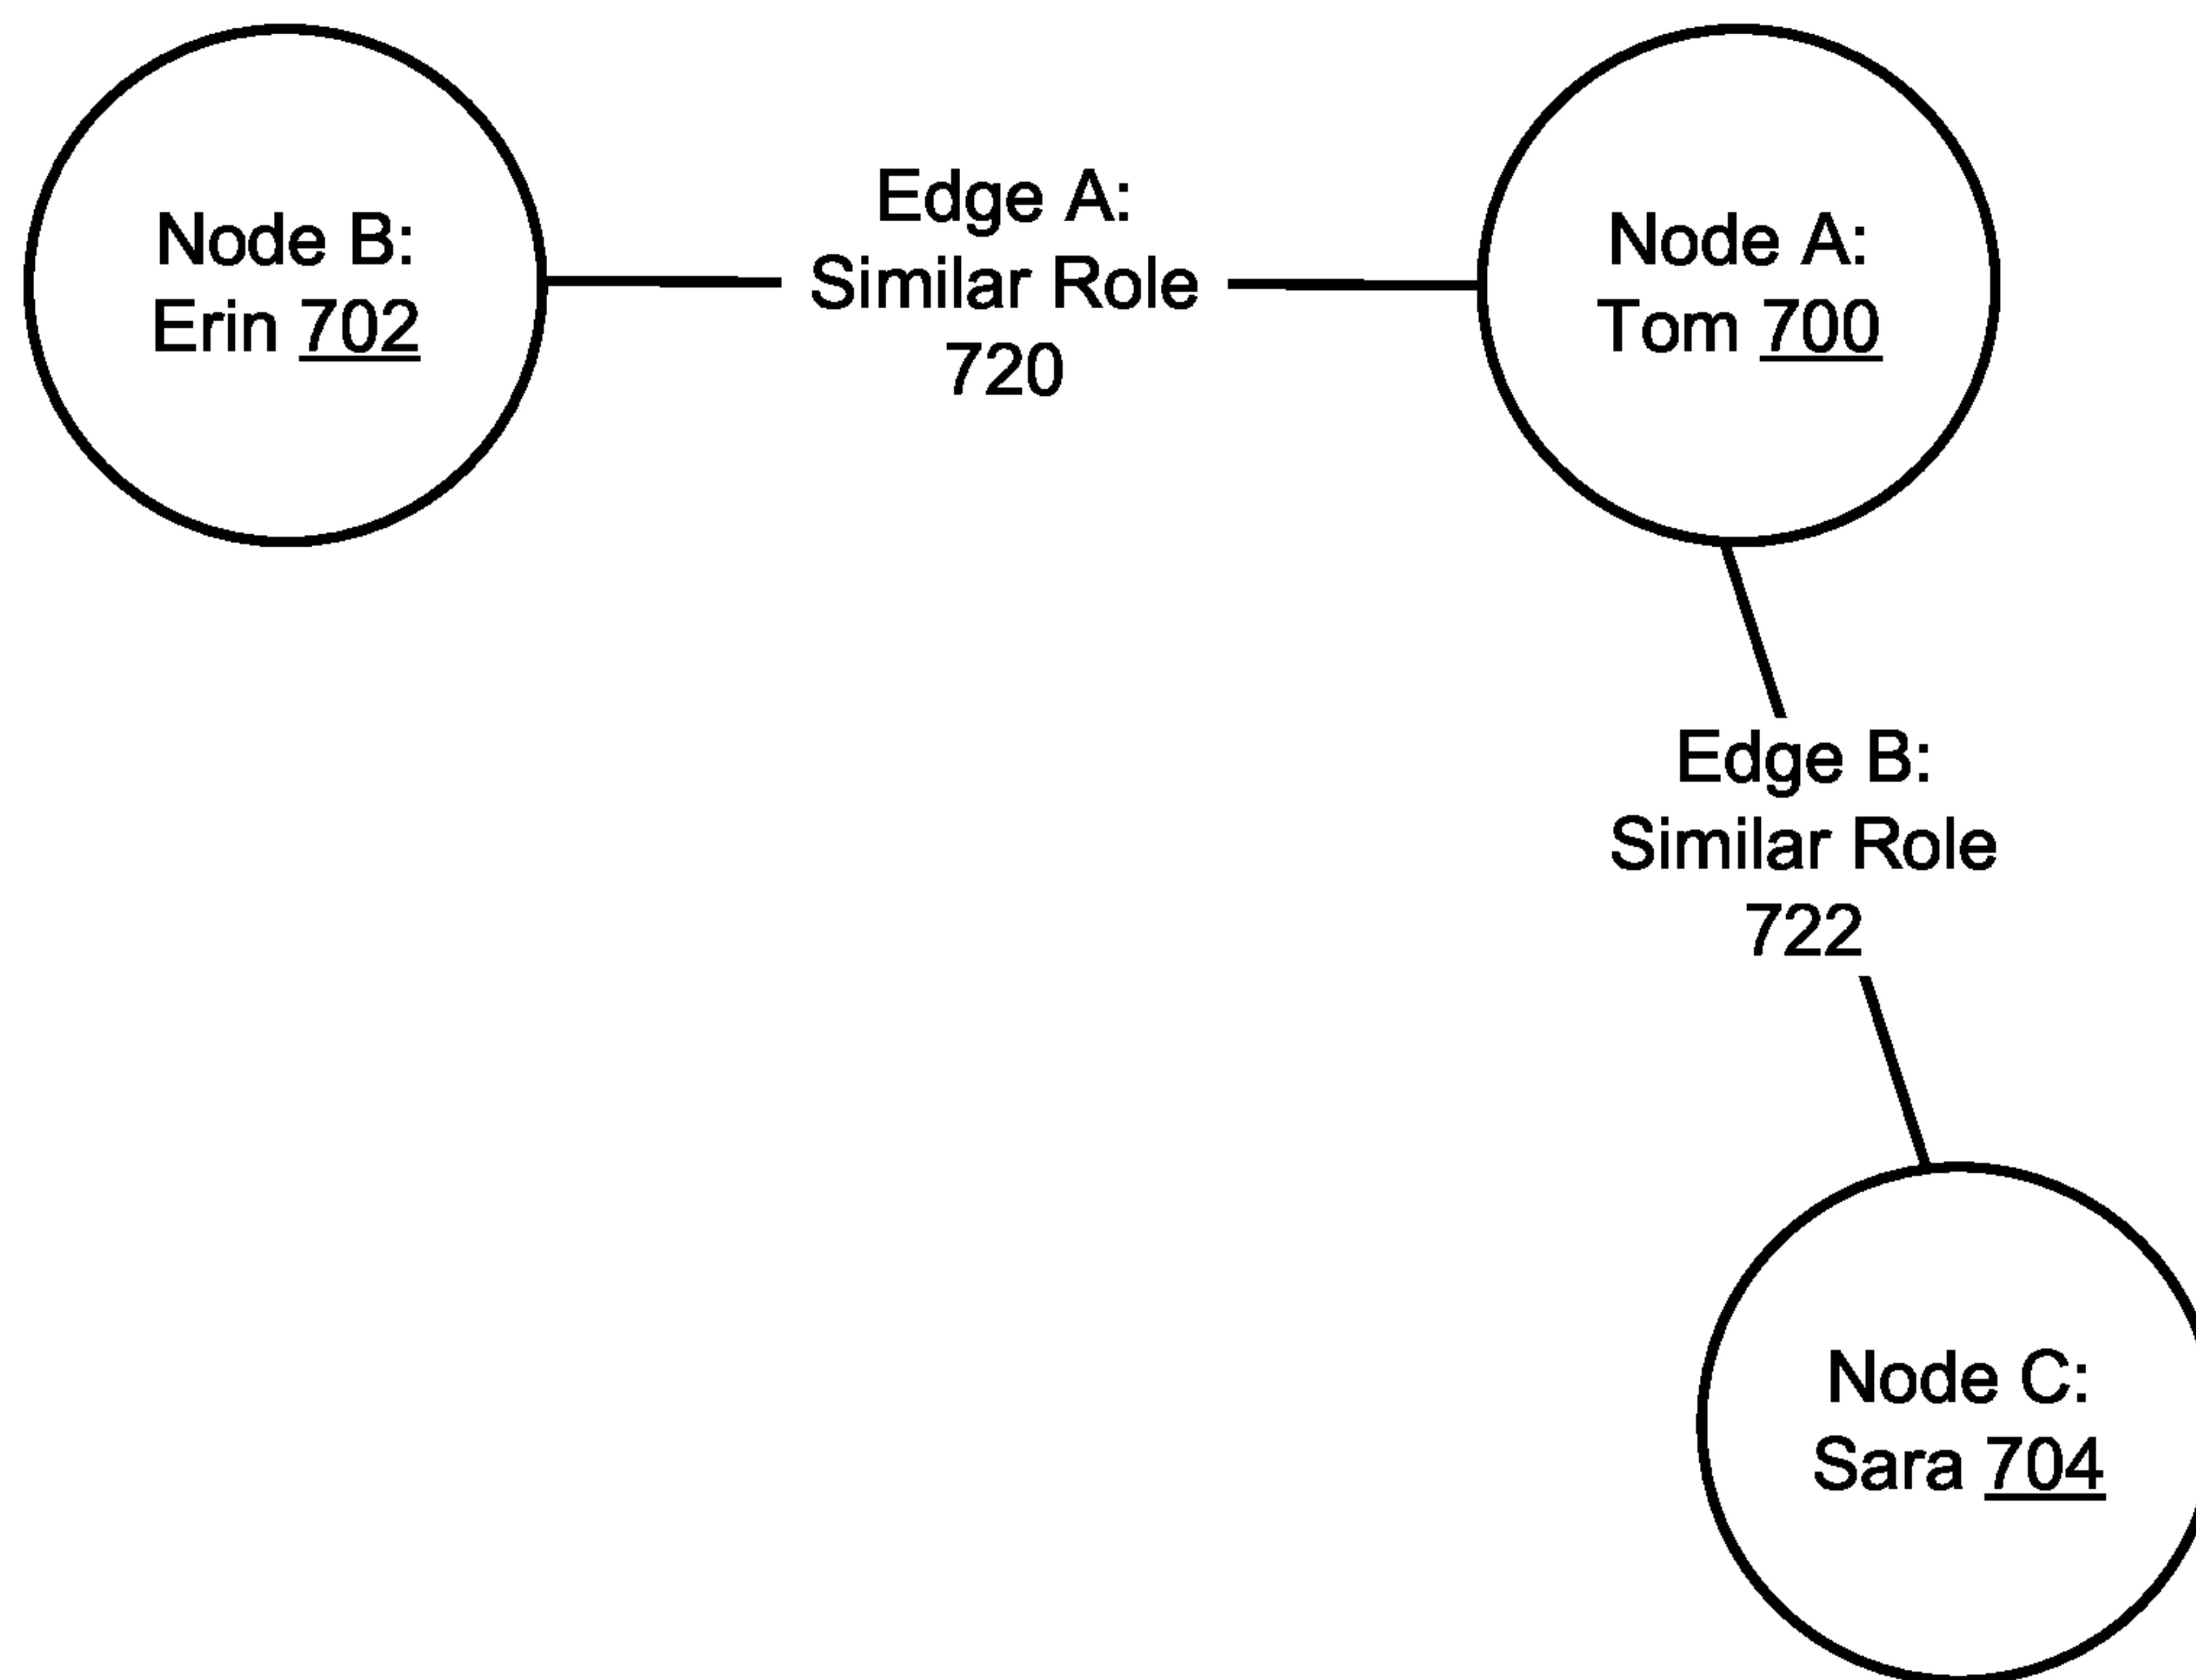 Node B:
Erin 702
Edge A:
Similar Role
720
Node A:
Tom 700
Edge B:
Similar Role
722
Node C:
Sara 704